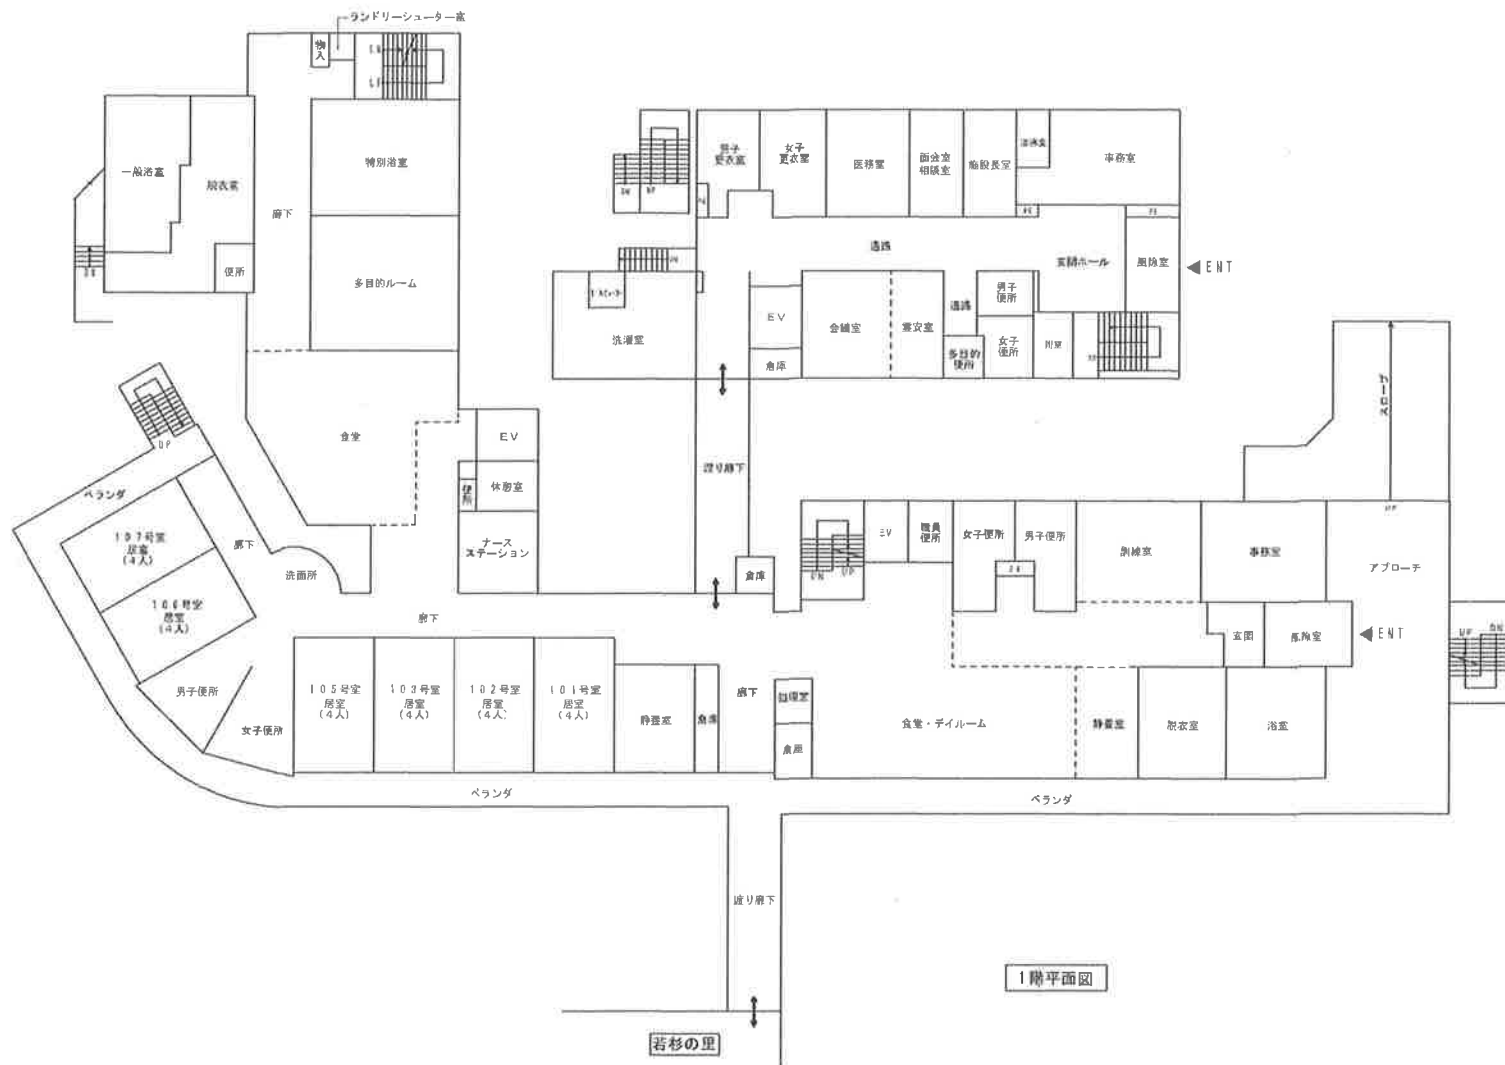 ランドリーシューター室
物入
一般浴室
脱衣室
廊下
特別浴室
便所
多目的ルーム
DN
食堂
EV
便所
休憩室
ナース
ステーション
UP
ベランダ
107号室
居室
(4人)
廊下
洗面所
106号室
居室
(4人)
男子便所
女子便所
廊下
105号室
居室
(4人)
103号室
居室
(4人)
102号室
居室
(4人)
101号室
居室
(4人)
静養室
倉庫
廊下
ベランダ
男子
更衣室
女子
更衣室
医務室
面会室
相談室
施設長室
事務室
通路
玄関ホール
PS
風除室
ENT
洗濯室
EV
倉庫
会議室
霊安室
通路
男子
便所
女子
便所
多目的
便所
渡り廊下
倉庫
DN
UP
EV
職員
便所
女子便所
男子便所
訓練室
事務室
アプローチ
スロープ
UP
玄関
風除室
ENT
UP
DN
倉庫
食堂・デイルーム
静養室
脱衣室
浴室
ベランダ
渡り廊下
1階平面図
若杉の里